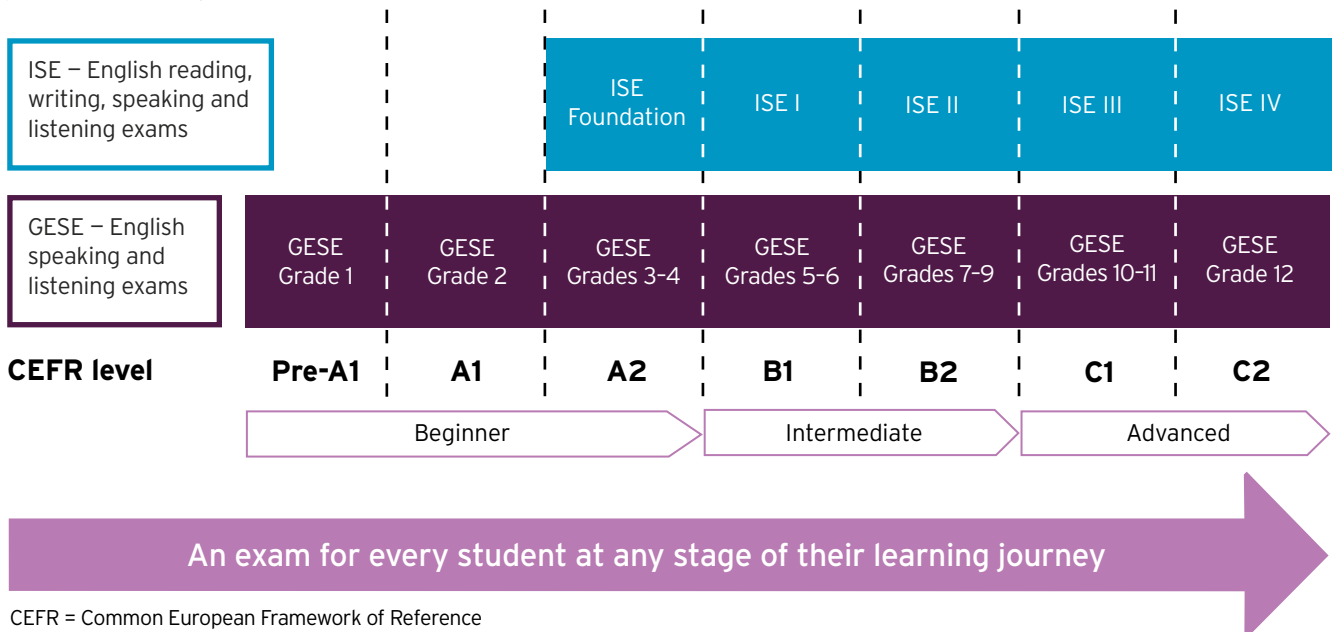 ISE – English reading,
writing, speaking and
listening exams
ISE
Foundation
ISE I
ISE II
ISE III
ISE IV
GESE – English
speaking and
listening exams
GESE
Grade 1
GESE
Grade 2
GESE
Grades 3–4
GESE
Grades 5–6
GESE
Grades 7–9
GESE
Grades 10–11
GESE
Grade 12
CEFR level
Pre-A1
A1
A2
B1
B2
C1
C2
Beginner
Intermediate
Advanced
An exam for every student at any stage of their learning journey
CEFR = Common European Framework of Reference